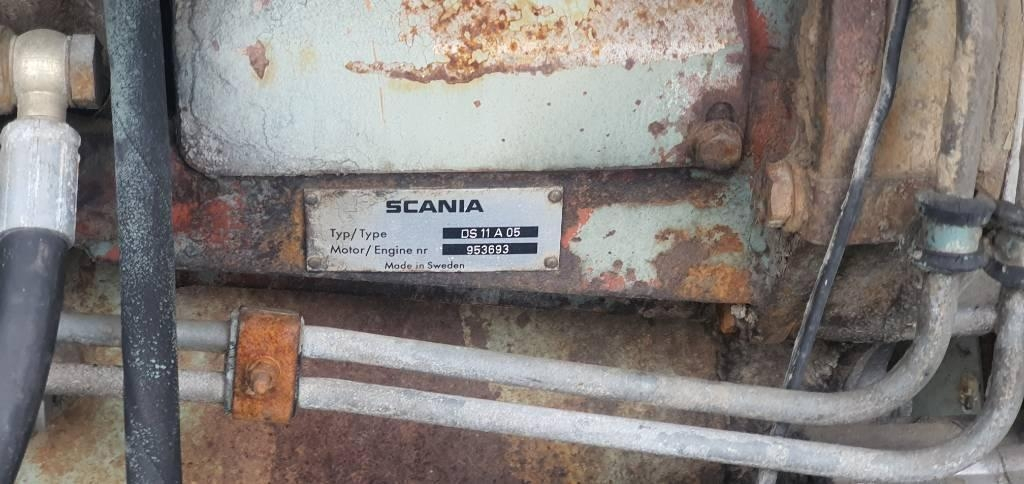 SCANIA
Typ/Type DS 11 A 05
Motor/Engine nr 953693
Made in Sweden